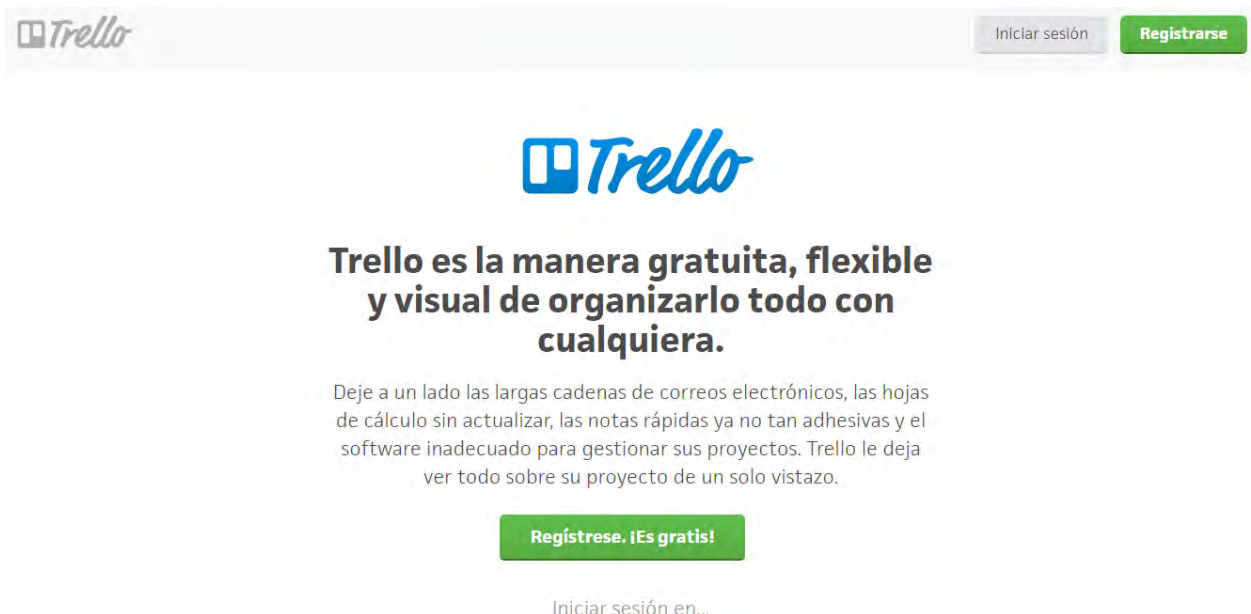 Trello
Iniciar sesión
Registrarse
Trello
Trello es la manera gratuita, flexible
y visual de organizarlo todo con
cualquiera.
Deje a un lado las largas cadenas de correos electrónicos, las hojas
de cálculo sin actualizar, las notas rápidas ya no tan adhesivas y el
software inadecuado para gestionar sus proyectos. Trello le deja
ver todo sobre su proyecto de un solo vistazo.
Regístrese. ¡Es gratis!
Iniciar sesión en...